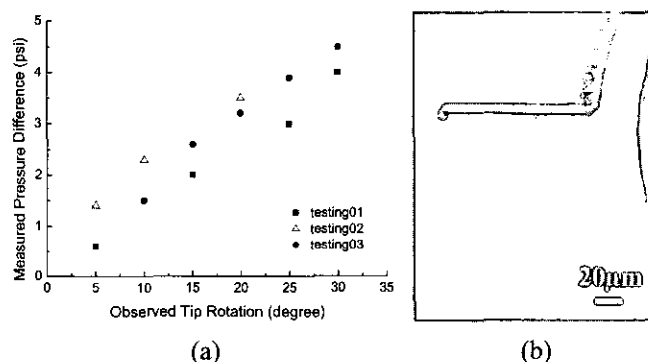 Measured Pressure Difference (psi)
5
4
3
2
1
0
testing01
testing02
testing03
0 5 10 15 20 25 30 35
Observed Tip Rotation (degree)
20μm
(a) (b)